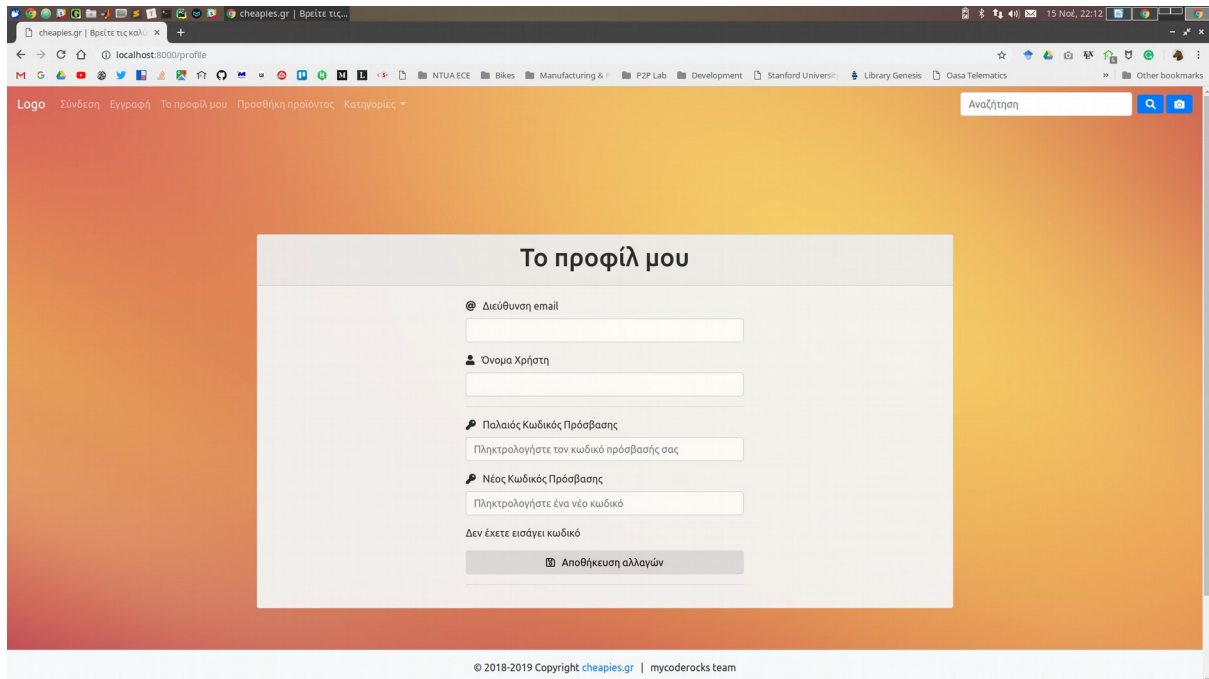 cheapies.gr | Βρείτε τις...
15 Νοέ, 22:12
cheapies.gr | Βρείτε τις καλύ
localhost:8000/profile
NTUA ECE Bikes Manufacturing & P2P Lab Development Stanford Universit Library Genesis Oasa Telematics » Other bookmarks
Logo Σύνδεση Εγγραφή Το προφίλ μου Προσθήκη προϊόντος Κατηγορίες Αναζήτηση
Το προφίλ μου
Διεύθυνση email
Όνομα Χρήστη
Παλαιός Κωδικός Πρόσβασης
Πληκτρολογήστε τον κωδικό πρόσβασής σας
Νέος Κωδικός Πρόσβασης
Πληκτρολογήστε ένα νέο κωδικό
Δεν έχετε εισάγει κωδικό
Αποθήκευση αλλαγών
© 2018-2019 Copyright cheapies.gr | mycoderocks team